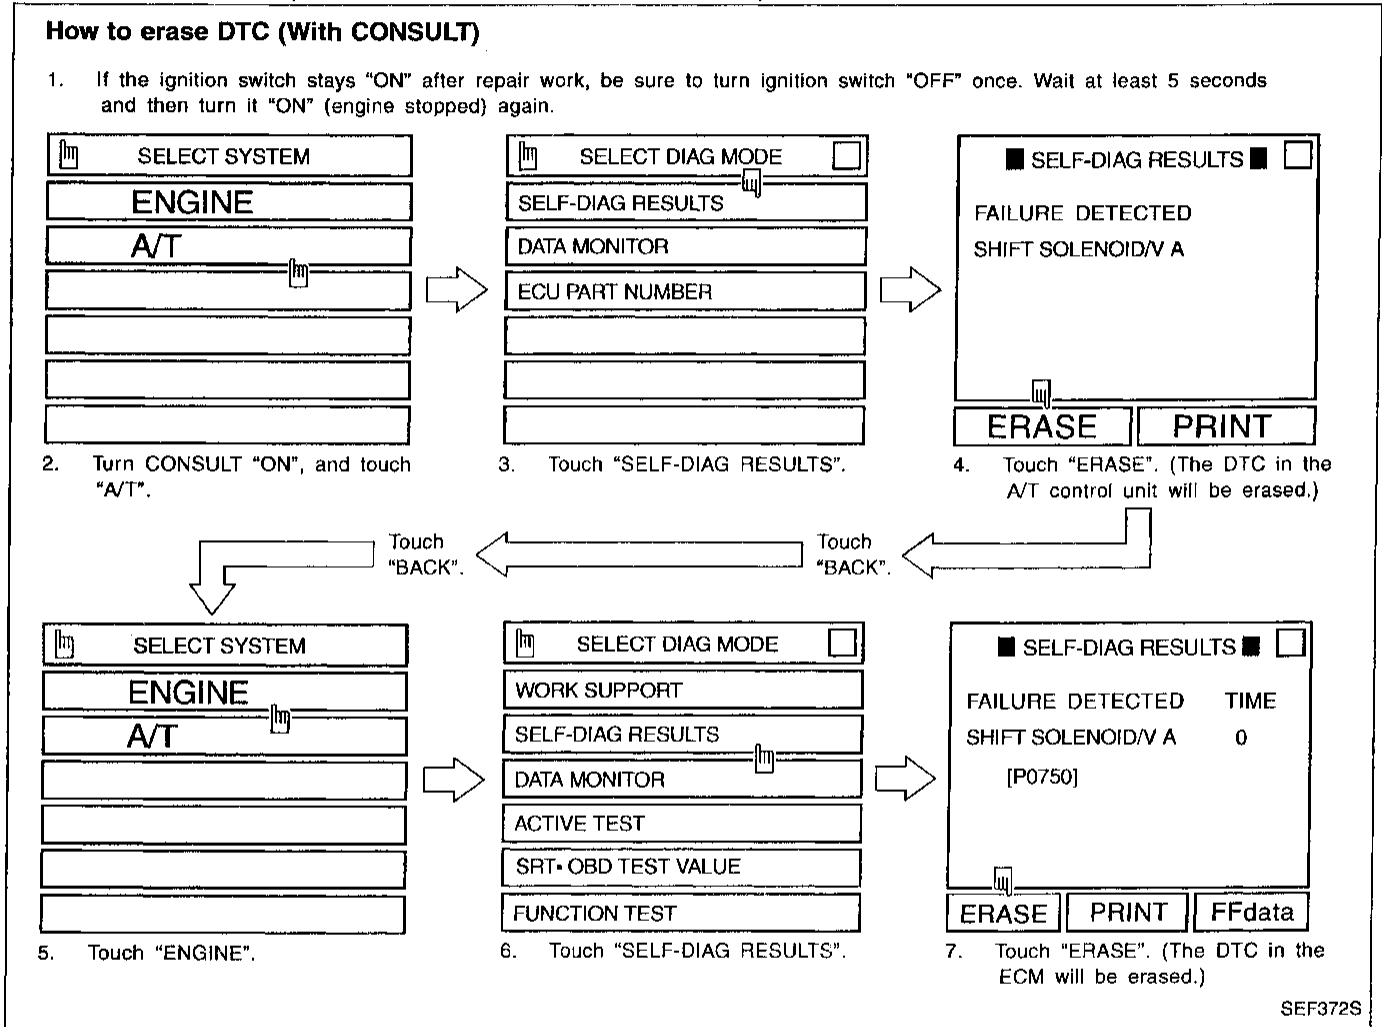 How to erase DTC (With CONSULT)
1. If the ignition switch stays “ON” after repair work, be sure to turn ignition switch “OFF” once. Wait at least 5 seconds
and then turn it “ON” (engine stopped) again.
SELECT SYSTEM
ENGINE
A/T
SELECT DIAG MODE
SELF-DIAG RESULTS
DATA MONITOR
ECU PART NUMBER
SELF-DIAG RESULTS
FAILURE DETECTED
SHIFT SOLENOID/V A
ERASE PRINT
2. Turn CONSULT “ON”, and touch
“A/T”.
3. Touch “SELF-DIAG RESULTS”.
4. Touch “ERASE”. (The DTC in the
A/T control unit will be erased.)
Touch
“BACK”.
Touch
“BACK”.
SELECT SYSTEM
ENGINE
A/T
SELECT DIAG MODE
WORK SUPPORT
SELF-DIAG RESULTS
DATA MONITOR
ACTIVE TEST
SRT• OBD TEST VALUE
FUNCTION TEST
SELF-DIAG RESULTS
FAILURE DETECTED TIME
SHIFT SOLENOID/V A 0
[P0750]
ERASE PRINT FFdata
5. Touch “ENGINE”.
6. Touch “SELF-DIAG RESULTS”.
7. Touch “ERASE”. (The DTC in the
ECM will be erased.)
SEF372S